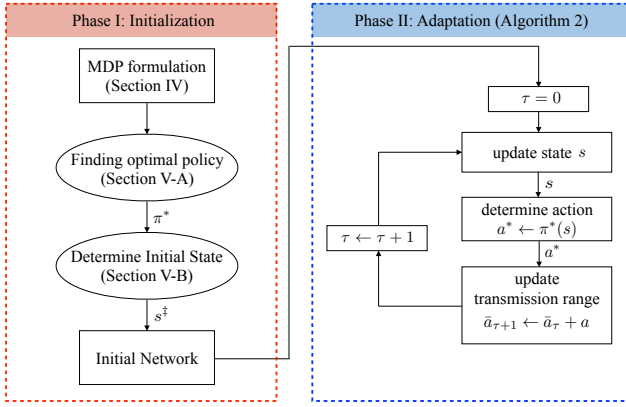 Phase I: Initialization
MDP formulation
(Section IV)
Finding optimal policy
(Section V-A)
π*
Determine Initial State
(Section V-B)
s‡
Initial Network
Phase II: Adaptation (Algorithm 2)
τ = 0
update state s
s
determine action
a* ← π*(s)
a*
update
transmission range
ā_{τ+1} ← ā_τ + a
τ ← τ + 1